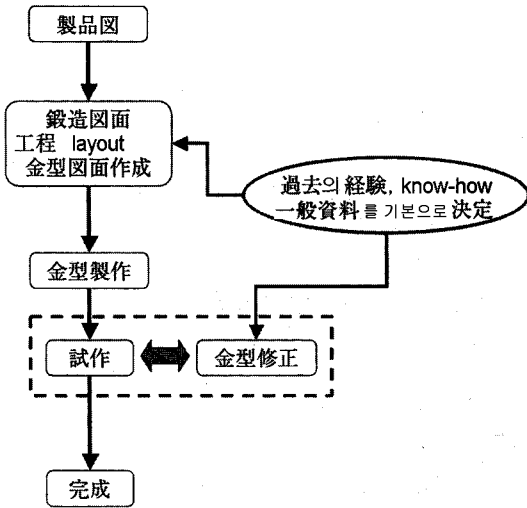 製品図
鍛造図面
工程 layout
金型図面作成
過去의 経験, know-how
一般資料를 기본으로 決定
金型製作
試作
金型修正
完成